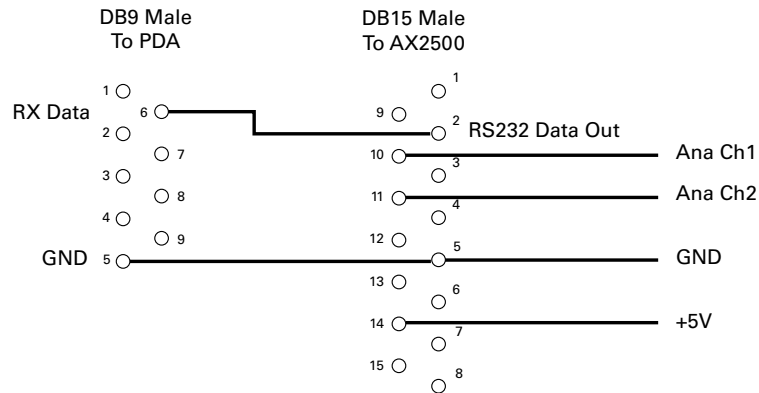 DB9 Male
To PDA
DB15 Male
To AX2500
1
1
RX Data
6
9
2
2
RS232 Data Out
7
10
Ana Ch1
3
3
8
11
Ana Ch2
4
4
9
12
5
GND
5
GND
13
6
14
+5V
7
15
8